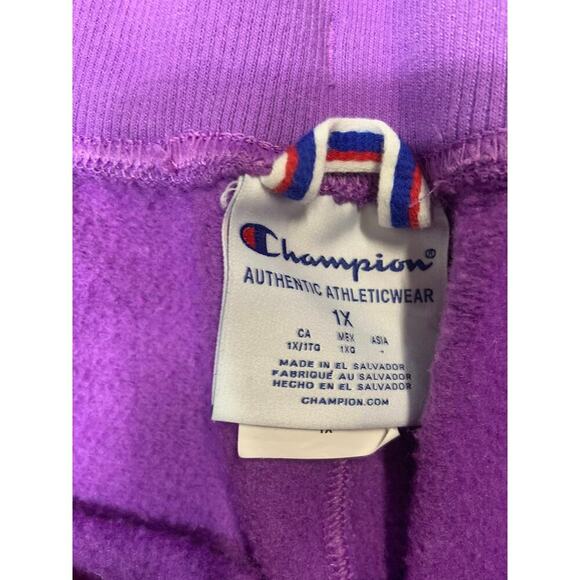 Champion®
AUTHENTIC ATHLETICWEAR
1X
CA MEX ASIA
1X/1TG 1XG -
MADE IN EL SALVADOR
FABRIQUÉ AU SALVADOR
HECHO EN EL SALVADOR
CHAMPION.COM
1X